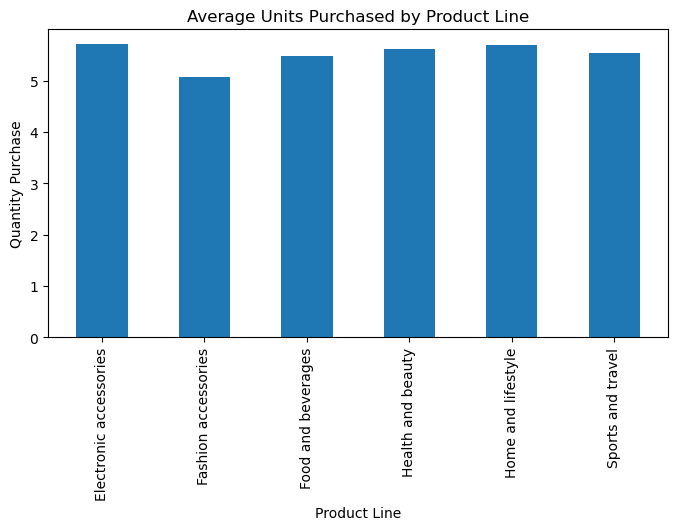 Average Units Purchased by Product Line
Quantity Purchase
5
4
3
2
1
0
Electronic accessories
Fashion accessories
Food and beverages
Health and beauty
Home and lifestyle
Sports and travel
Product Line